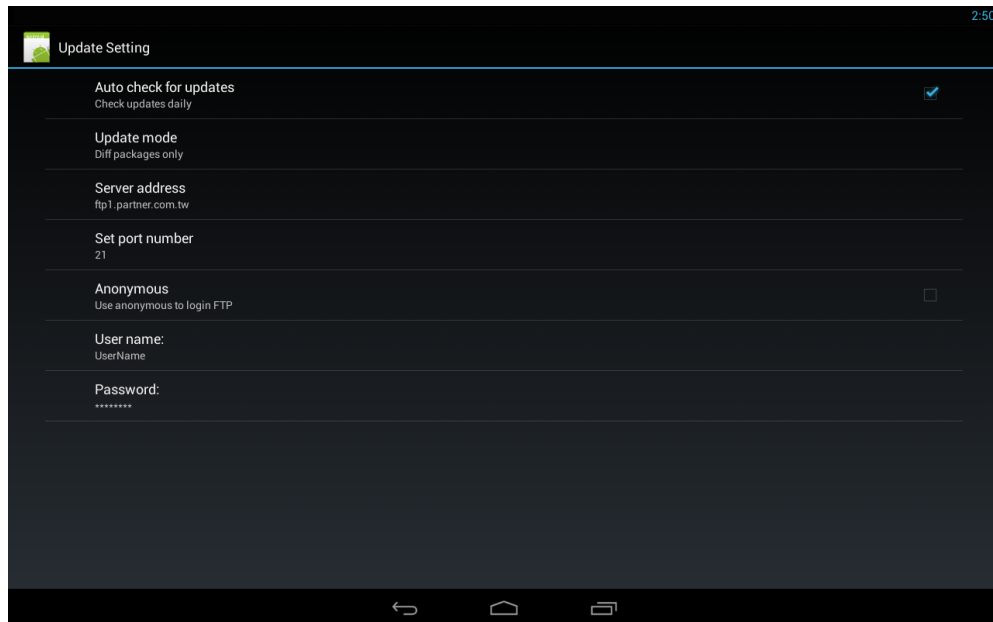 2:50
Update Setting
Auto check for updates
Check updates daily
Update mode
Diff packages only
Server address
ftp1.partner.com.tw
Set port number
21
Anonymous
Use anonymous to login FTP
User name:
UserName
Password:
********